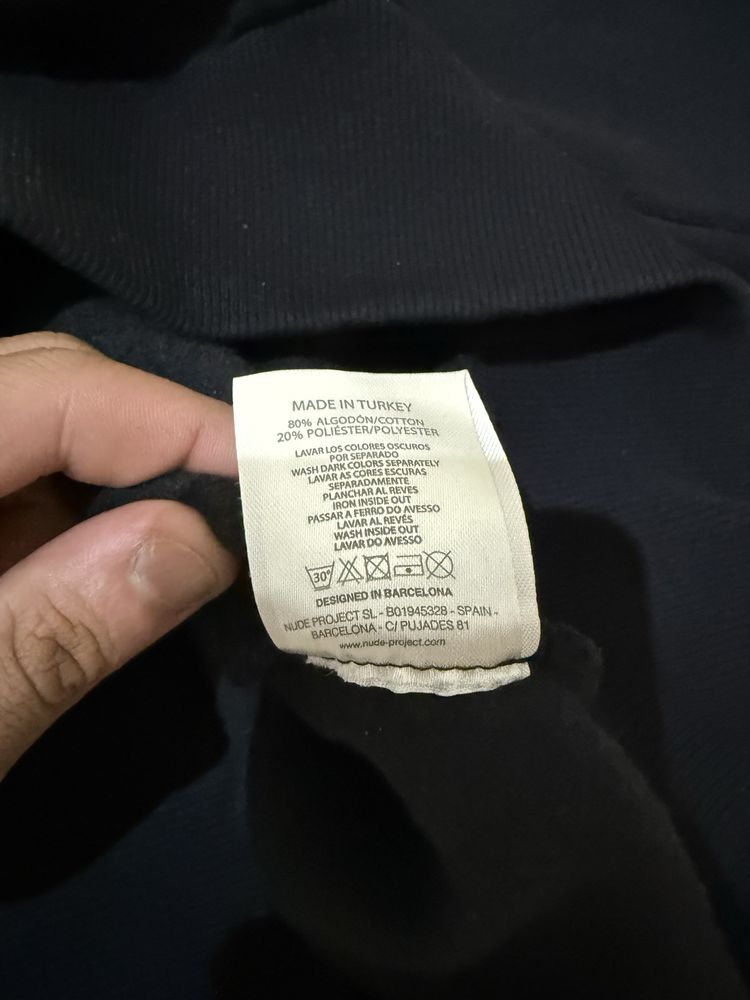 MADE IN TURKEY
80% ALGODÓN/COTTON
20% POLIÉSTER/POLYESTER
LAVAR LOS COLORES OSCUROS
POR SEPARADO
WASH DARK COLORS SEPARATELY
LAVAR AS CORES ESCURAS
SEPARADAMENTE
PLANCHAR AL REVÉS
IRON INSIDE OUT
PASSAR A FERRO DO AVESSO
LAVAR AL REVÉS
WASH INSIDE OUT
LAVAR DO AVESSO
30°
DESIGNED IN BARCELONA
NUDE PROJECT SL - B01945328 - SPAIN -
BARCELONA - C/ PUJADES 81
www.nude-project.com